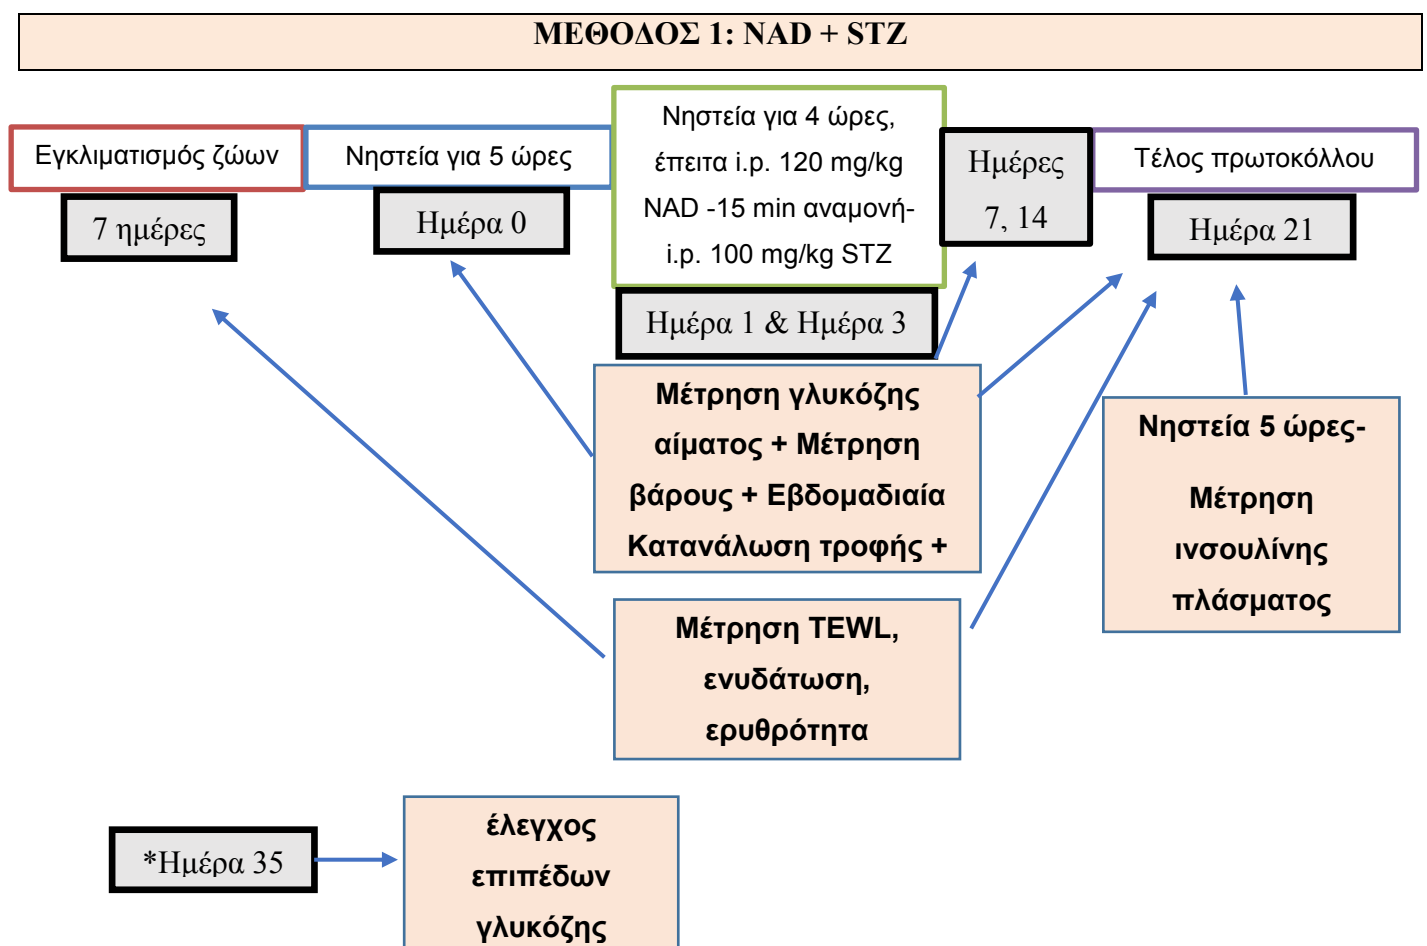 ΜΕΘΟΔΟΣ 1: NAD + STZ
Εγκλιματισμός ζώων
7 ημέρες
Νηστεία για 5 ώρες
Ημέρα 0
Νηστεία για 4 ώρες,
έπειτα i.p. 120 mg/kg
NAD -15 min αναμονή-
i.p. 100 mg/kg STZ
Ημέρα 1 & Ημέρα 3
Ημέρες
7, 14
Τέλος πρωτοκόλλου
Ημέρα 21
Μέτρηση γλυκόζης
αίματος + Μέτρηση
βάρους + Εβδομαδιαία
Κατανάλωση τροφής +
Νηστεία 5 ώρες-
Μέτρηση
ινσουλίνης
πλάσματος
Μέτρηση TEWL,
ενυδάτωση,
ερυθρότητα
*Ημέρα 35
έλεγχος
επιπέδων
γλυκόζης